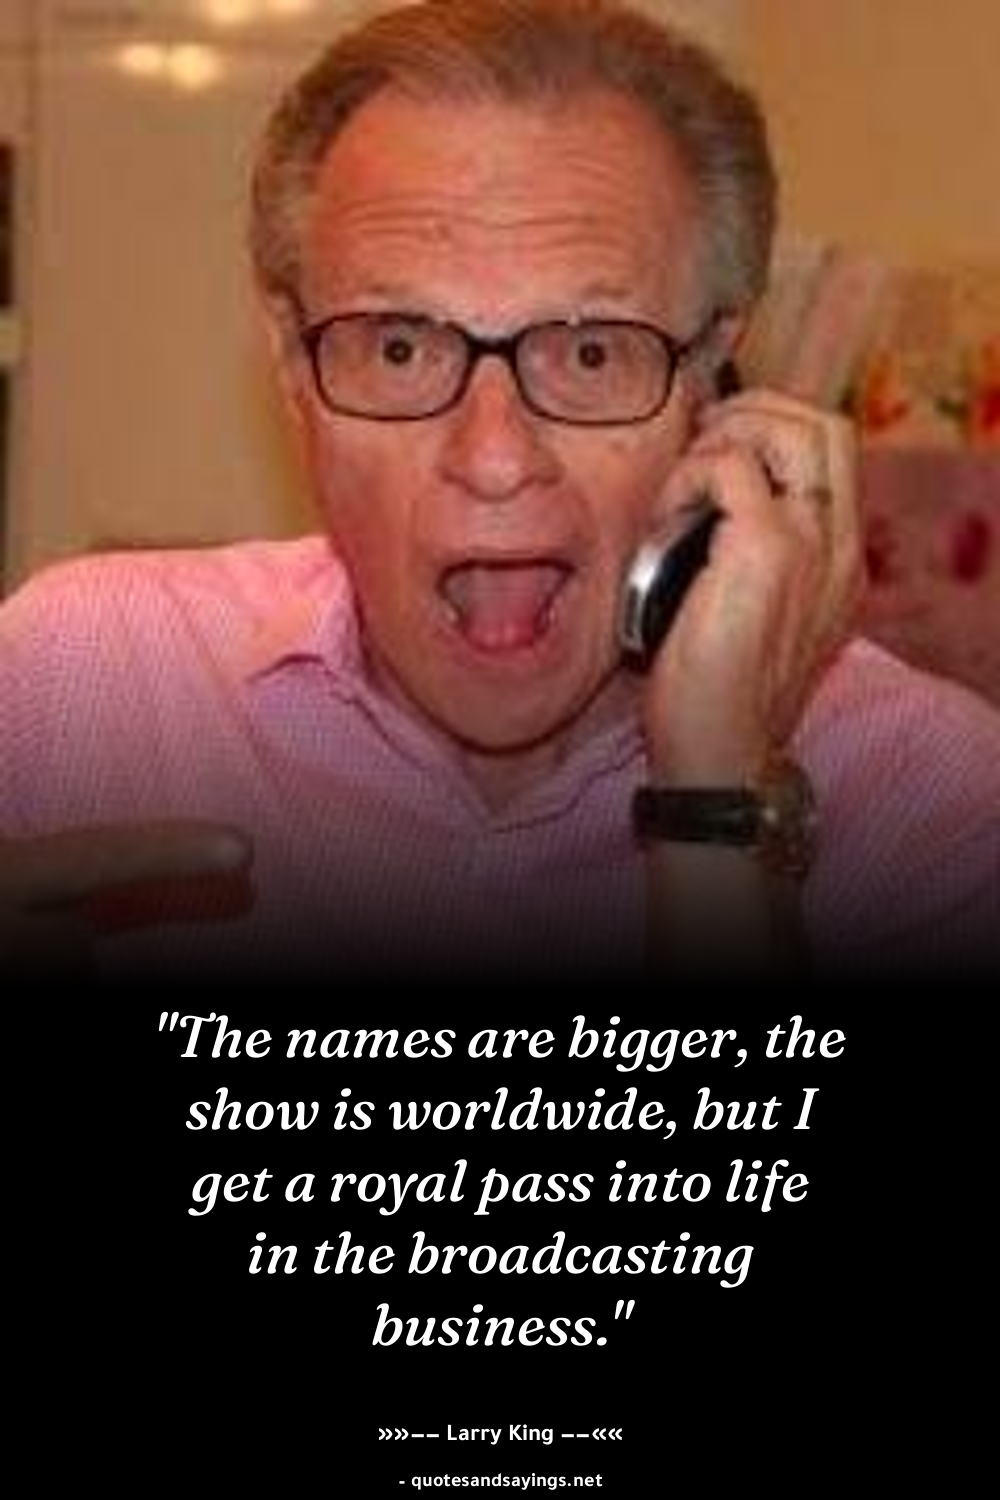 "The names are bigger, the
show is worldwide, but I
get a royal pass into life
in the broadcasting
business."
»»–– Larry King ––««
- quotesandsayings.net